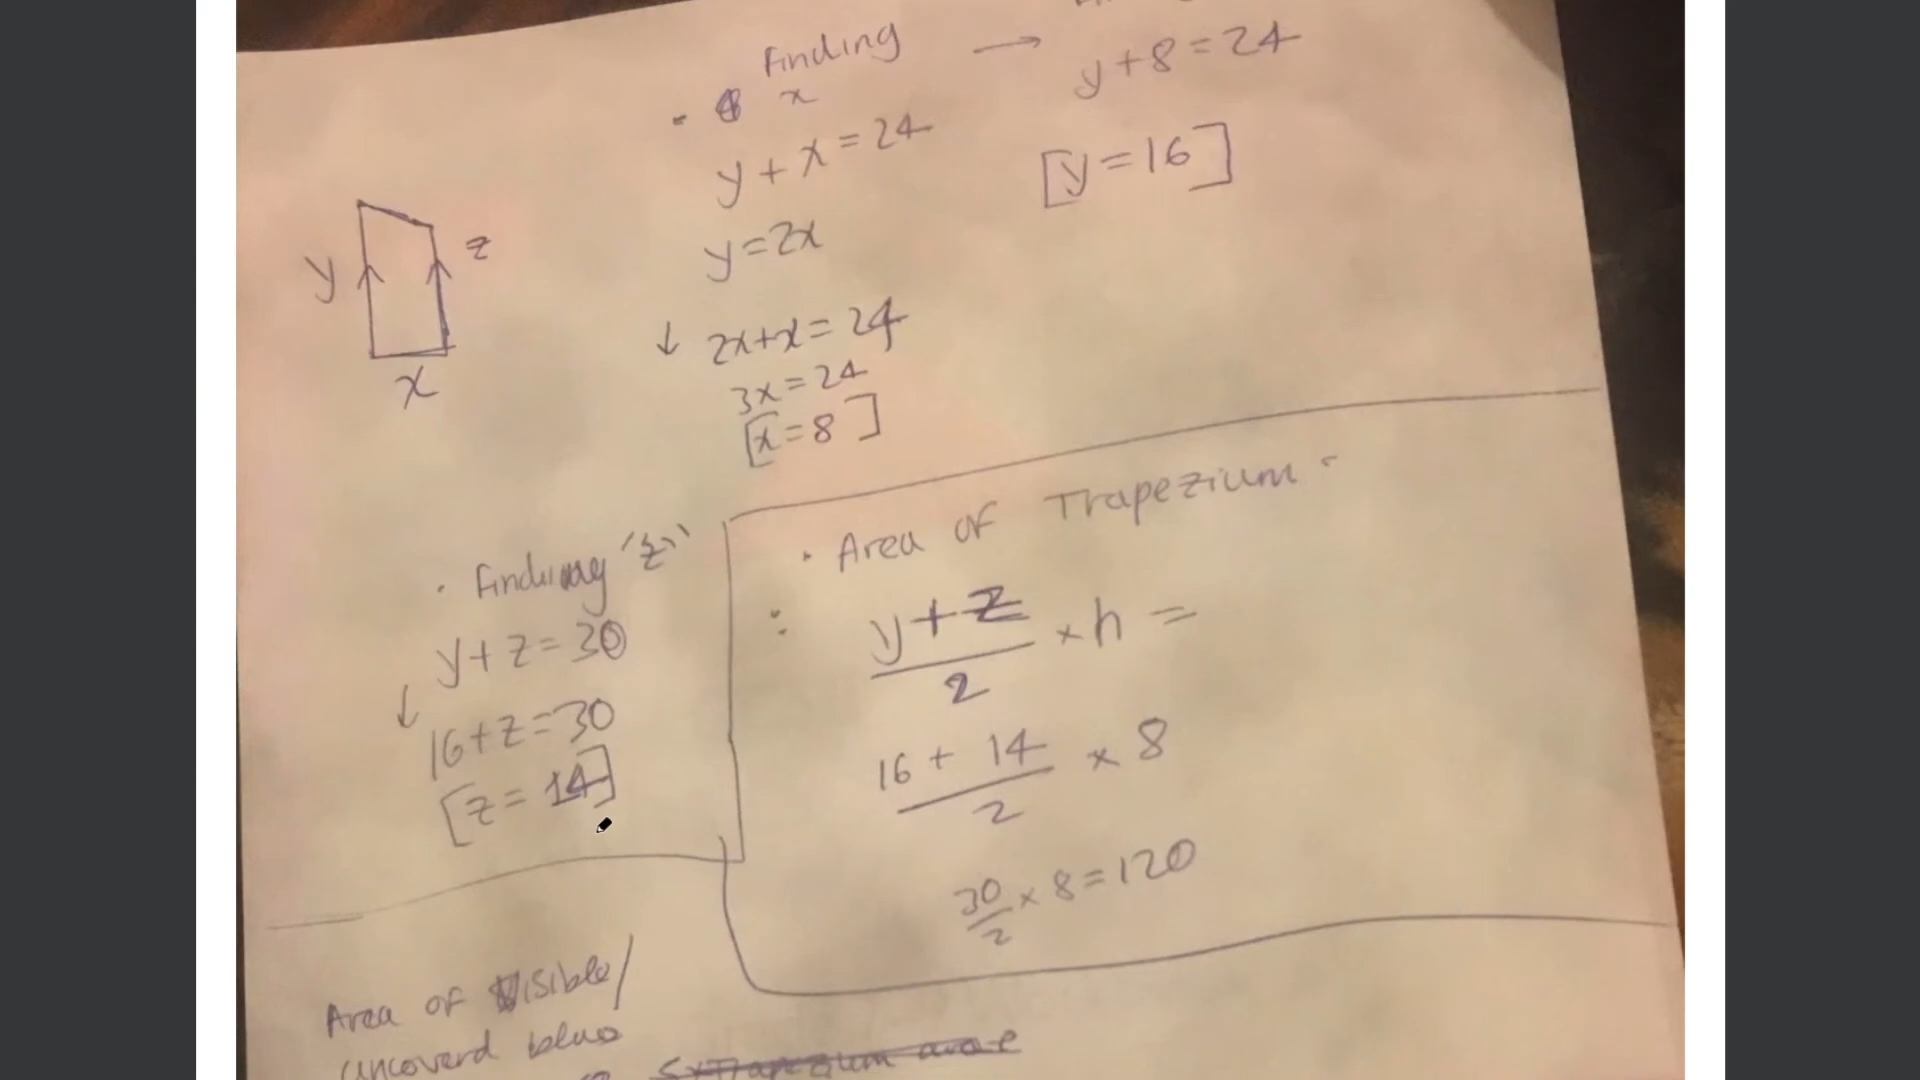 Finding
x
y + x = 24
y = 2x
↓ 2x+x = 24
3x = 24
[x = 8]
→
y + 8 = 24
[y = 16]
y
z
x
· Finding 'z'
y + z = 30
↓ 16 + z = 30
[z = 14]
· Area of Trapezium
: y + z / 2 × h =
16 + 14 / 2 × 8
30/2 × 8 = 120
Area of Visible/
uncoverd blue